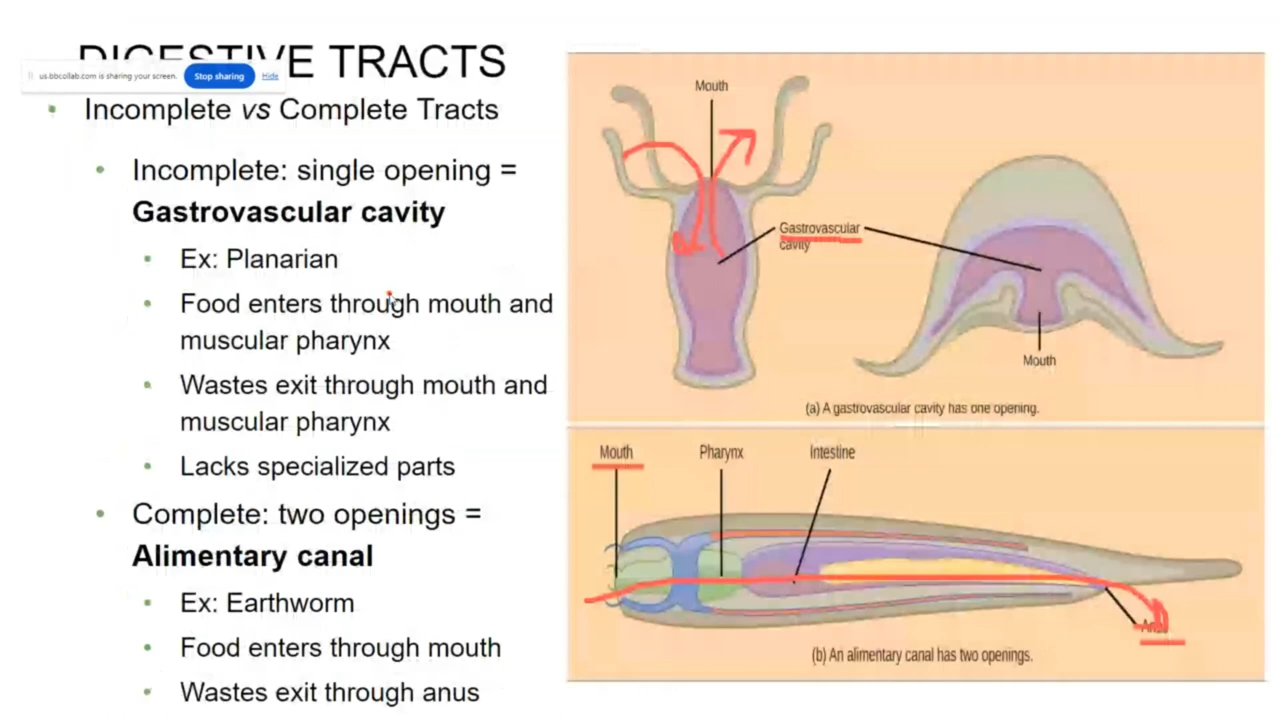 DIGESTIVE TRACTS
us.bbcollab.com is sharing your screen. Stop sharing Hide
• Incomplete vs Complete Tracts
• Incomplete: single opening =
Gastrovascular cavity
• Ex: Planarian
• Food enters through mouth and
muscular pharynx
• Wastes exit through mouth and
muscular pharynx
• Lacks specialized parts
• Complete: two openings =
Alimentary canal
• Ex: Earthworm
• Food enters through mouth
• Wastes exit through anus
Mouth
Gastrovascular
cavity
Mouth
(a) A gastrovascular cavity has one opening.
Mouth Pharynx Intestine
Anus
(b) An alimentary canal has two openings.